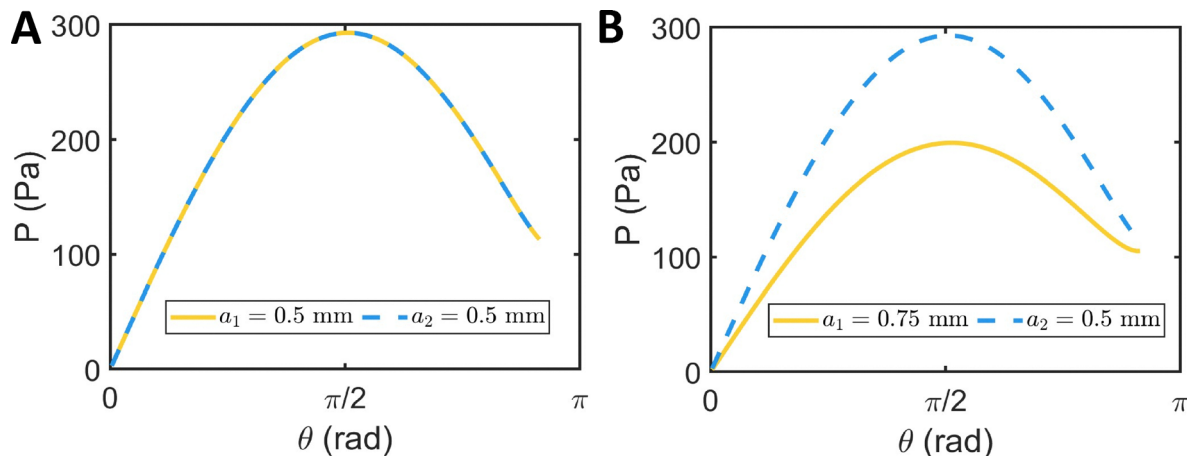 A
300
200
100
0
P (Pa)
a₁ = 0.5 mm a₂ = 0.5 mm
0 π/2 π
θ (rad)
B
300
200
100
0
P (Pa)
a₁ = 0.75 mm a₂ = 0.5 mm
0 π/2 π
θ (rad)